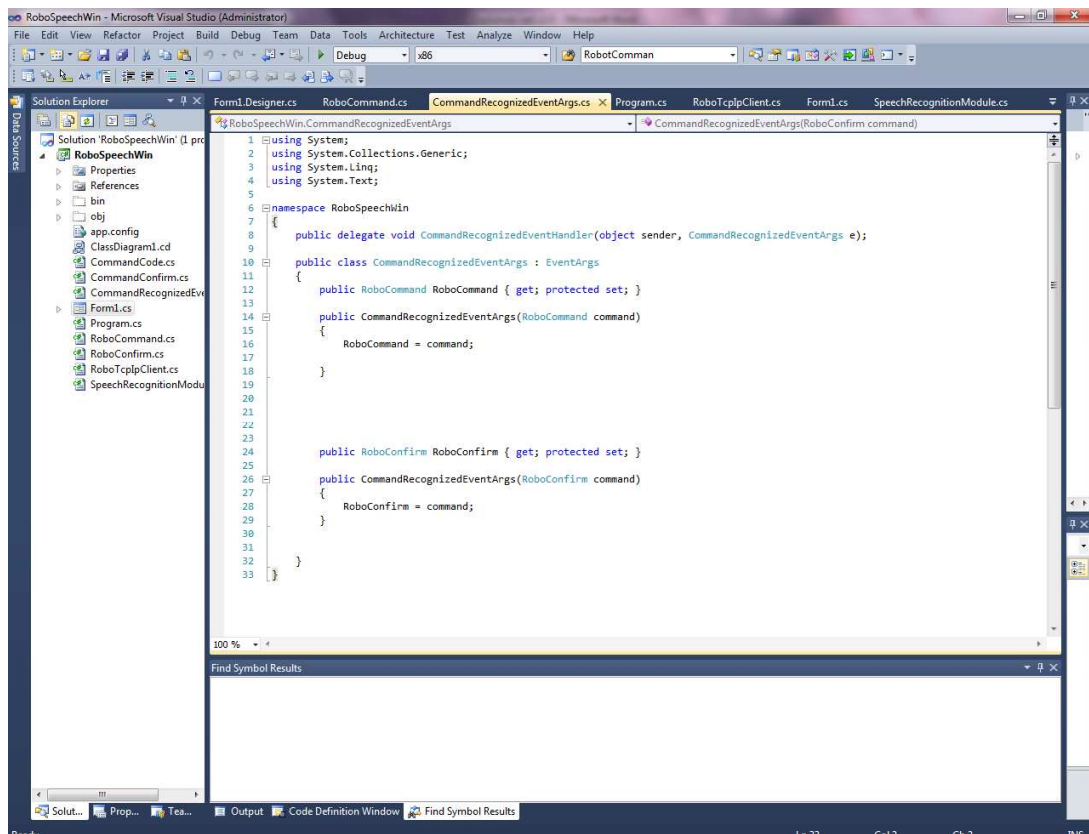 RoboSpeechWin - Microsoft Visual Studio (Administrator)
File Edit View Refactor Project Build Debug Team Data Tools Architecture Test Analyze Window Help
Debug x86 RobotComman
Data Sources
Solution Explorer
Solution 'RoboSpeechWin' (1 proj
RoboSpeechWin
Properties
References
bin
obj
app.config
ClassDiagram1.cd
CommandCode.cs
CommandConfirm.cs
CommandRecognizedEve
Form1.cs
Program.cs
RoboCommand.cs
RoboConfirm.cs
RoboTcpIpClient.cs
SpeechRecognitionModu
Solut... Prop... Tea...
Form1.Designer.cs RoboCommand.cs CommandRecognizedEventArgs.cs Program.cs RoboTcpIpClient.cs Form1.cs SpeechRecognitionModule.cs
RoboSpeechWin.CommandRecognizedEventArgs CommandRecognizedEventArgs(RoboConfirm command)
1 using System;
2 using System.Collections.Generic;
3 using System.Linq;
4 using System.Text;
5
6 namespace RoboSpeechWin
7 {
8 public delegate void CommandRecognizedEventHandler(object sender, CommandRecognizedEventArgs e);
9
10 public class CommandRecognizedEventArgs : EventArgs
11 {
12 public RoboCommand RoboCommand { get; protected set; }
13
14 public CommandRecognizedEventArgs(RoboCommand command)
15 {
16 RoboCommand = command;
17
18 }
19
20
21
22
23
24 public RoboConfirm RoboConfirm { get; protected set; }
25
26 public CommandRecognizedEventArgs(RoboConfirm command)
27 {
28 RoboConfirm = command;
29 }
30
31
32 }
33 }
100 %
Find Symbol Results
Output Code Definition Window Find Symbol Results